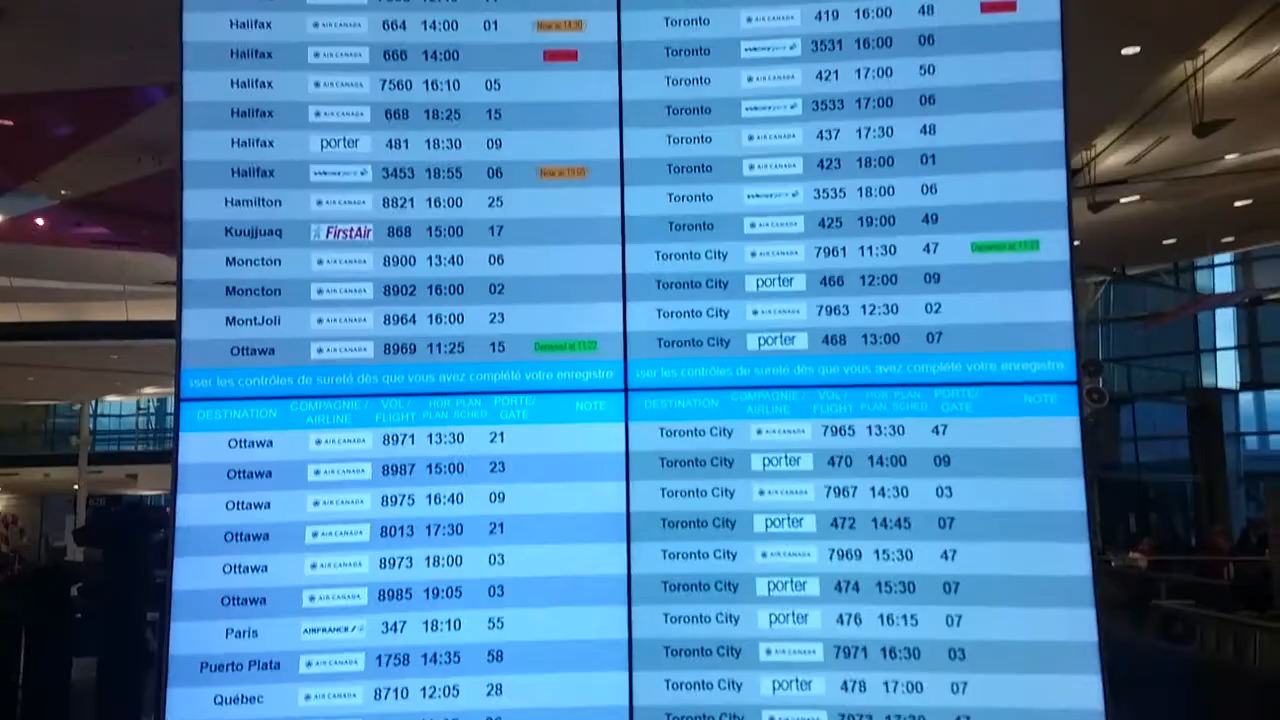 Halifax AIR CANADA 664 14:00 01 Now at 14:30
Halifax AIR CANADA 666 14:00
Halifax AIR CANADA 7560 16:10 05
Halifax AIR CANADA 668 18:25 15
Halifax porter 481 18:30 09
Halifax 3453 18:55 06 Now at 19:05
Hamilton AIR CANADA 8821 16:00 25
Kuujjuaq FirstAir 868 15:00 17
Moncton AIR CANADA 8900 13:40 06
Moncton AIR CANADA 8902 16:00 02
MontJoli AIR CANADA 8964 16:00 23
Ottawa AIR CANADA 8969 11:25 15 Departed at 11:22
ser les contrôles de sureté dès que vous avez complété votre enregistre
DESTINATION COMPAGNIE / AIRLINE VOL / FLIGHT HOR PLAN PLAN SCHED PORTE/ GATE NOTE
Ottawa AIR CANADA 8971 13:30 21
Ottawa AIR CANADA 8987 15:00 23
Ottawa AIR CANADA 8975 16:40 09
Ottawa AIR CANADA 8013 17:30 21
Ottawa AIR CANADA 8973 18:00 03
Ottawa AIR CANADA 8985 19:05 03
Paris AIRFRANCE 347 18:10 55
Puerto Plata AIR CANADA 1758 14:35 58
Québec AIR CANADA 8710 12:05 28
Toronto AIR CANADA 419 16:00 48
Toronto 3531 16:00 06
Toronto AIR CANADA 421 17:00 50
Toronto 3533 17:00 06
Toronto AIR CANADA 437 17:30 48
Toronto AIR CANADA 423 18:00 01
Toronto 3535 18:00 06
Toronto AIR CANADA 425 19:00 49
Toronto City AIR CANADA 7961 11:30 47
Toronto City porter 466 12:00 09
Toronto City AIR CANADA 7963 12:30 02
Toronto City porter 468 13:00 07
ser les contrôles de sureté dès que vous avez complété votre enregistre
DESTINATION COMPAGNIE / AIRLINE VOL / FLIGHT HOR PLAN PLAN SCHED PORTE/ GATE NOTE
Toronto City AIR CANADA 7965 13:30 47
Toronto City porter 470 14:00 09
Toronto City AIR CANADA 7967 14:30 03
Toronto City porter 472 14:45 07
Toronto City AIR CANADA 7969 15:30 47
Toronto City porter 474 15:30 07
Toronto City porter 476 16:15 07
Toronto City AIR CANADA 7971 16:30 03
Toronto City porter 478 17:00 07